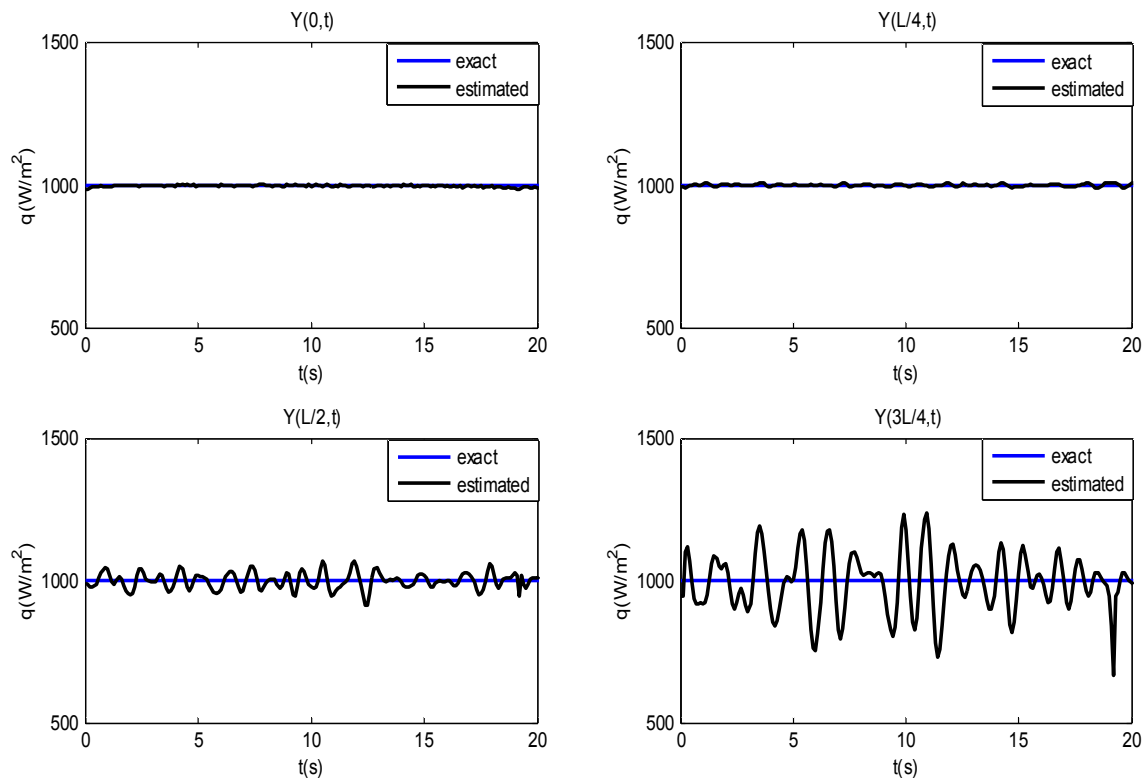 Y(0,t)
1500
1000
500
q(W/m²)
exact
estimated
0 5 10 15 20
t(s)
Y(L/4,t)
1500
1000
500
q(W/m²)
exact
estimated
0 5 10 15 20
t(s)
Y(L/2,t)
1500
1000
500
q(W/m²)
exact
estimated
0 5 10 15 20
t(s)
Y(3L/4,t)
1500
1000
500
q(W/m²)
exact
estimated
0 5 10 15 20
t(s)